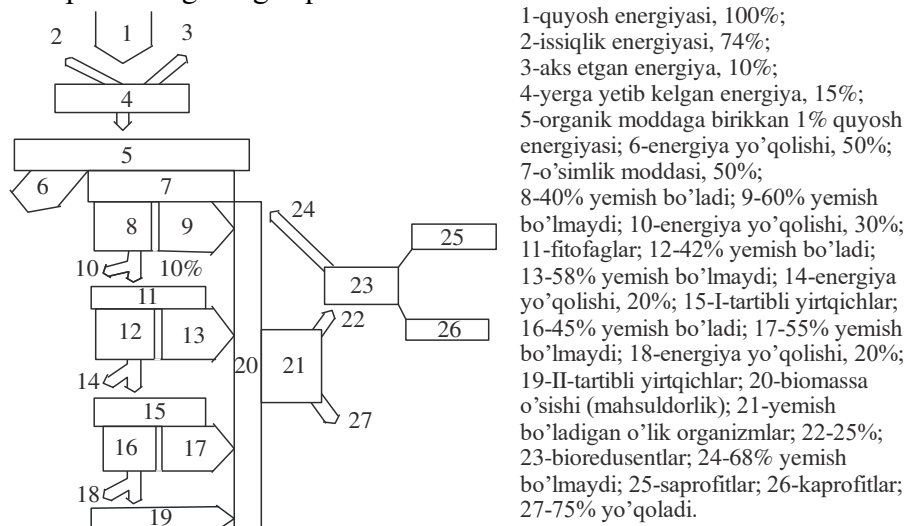 1
2
3
4
5
6
7
8
9
10
10%
11
12
13
14
15
16
17
18
19
20
21
22
23
24
25
26
27
1-quyosh energiyasi, 100%;
2-issiqlik energiyasi, 74%;
3-aks etgan energiya, 10%;
4-yerga yetib kelgan energiya, 15%;
5-organik moddaga birikkan 1% quyosh
energiyasi; 6-energiya yo’qolishi, 50%;
7-o’simlik moddasi, 50%;
8-40% yemish bo’ladi; 9-60% yemish
bo’lmaydi; 10-energiya yo’qolishi, 30%;
11-fitofaglar; 12-42% yemish bo’ladi;
13-58% yemish bo’lmaydi; 14-energiya
yo’qolishi, 20%; 15-I-tartibli yirtqichlar;
16-45% yemish bo’ladi; 17-55% yemish
bo’lmaydi; 18-energiya yo’qolishi, 20%;
19-II-tartibli yirtqichlar; 20-biomassa
o’sishi (mahsuldorlik); 21-yemish
bo’ladigan o’lik organizmlar; 22-25%;
23-bioredusentlar; 24-68% yemish
bo’lmaydi; 25-saprofitlar; 26-kaprofitlar;
27-75% yo’qoladi.